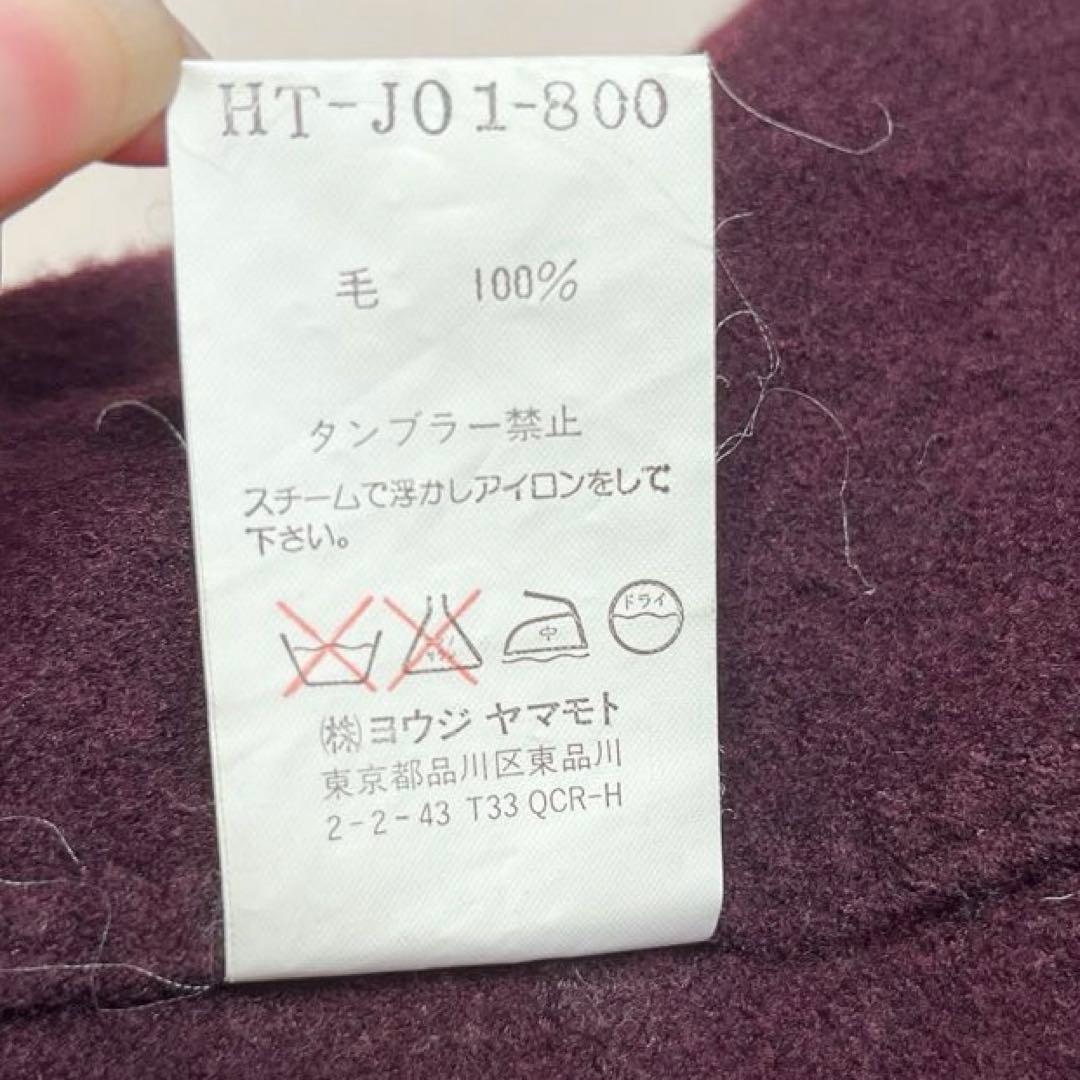 HT-J01-800
毛 100%
タンブラー禁止
スチームで浮かしアイロンをして
下さい。
中
ドライ
㈱ヨウジ ヤマモト
東京都品川区東品川
2-2-43 T33 QCR-H